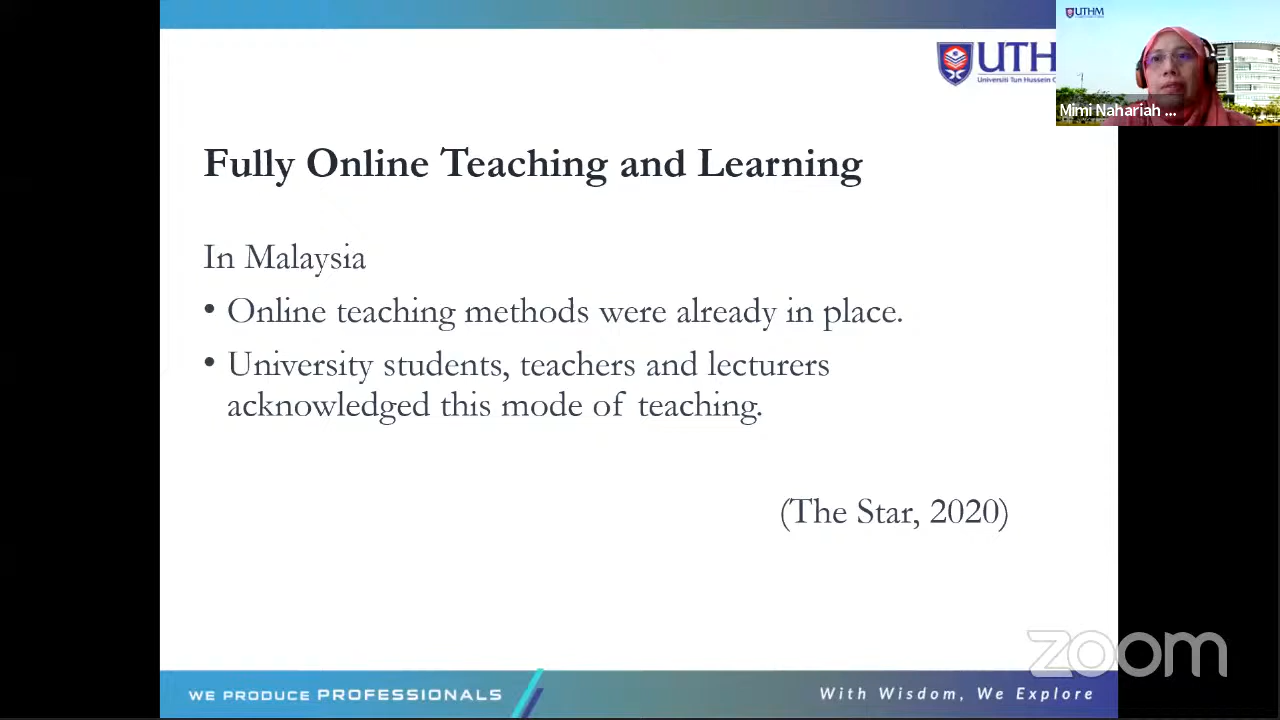 UTHM
UTH
Universiti Tun Hussein O
Mimi Nahariah ...
Fully Online Teaching and Learning
In Malaysia
• Online teaching methods were already in place.
• University students, teachers and lecturers
acknowledged this mode of teaching.
(The Star, 2020)
zoom
WE PRODUCE PROFESSIONALS
With Wisdom, We Explore